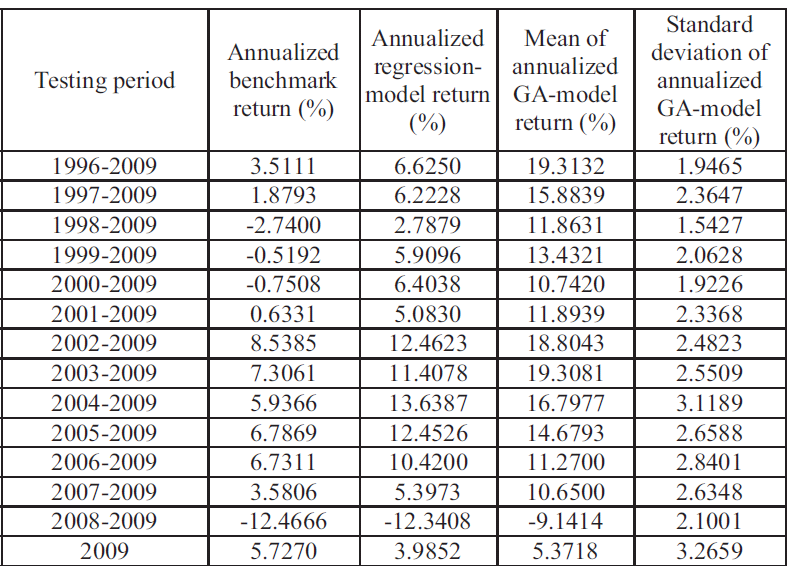 Testing period Annualized benchmark return (%) Annualized regression-model return (%) Mean of annualized GA-model return (%) Standard deviation of annualized GA-model return (%)
1996-2009 3.5111 6.6250 19.3132 1.9465
1997-2009 1.8793 6.2228 15.8839 2.3647
1998-2009 -2.7400 2.7879 11.8631 1.5427
1999-2009 -0.5192 5.9096 13.4321 2.0628
2000-2009 -0.7508 6.4038 10.7420 1.9226
2001-2009 0.6331 5.0830 11.8939 2.3368
2002-2009 8.5385 12.4623 18.8043 2.4823
2003-2009 7.3061 11.4078 19.3081 2.5509
2004-2009 5.9366 13.6387 16.7977 3.1189
2005-2009 6.7869 12.4526 14.6793 2.6588
2006-2009 6.7311 10.4200 11.2700 2.8401
2007-2009 3.5806 5.3973 10.6500 2.6348
2008-2009 -12.4666 -12.3408 -9.1414 2.1001
2009 5.7270 3.9852 5.3718 3.2659